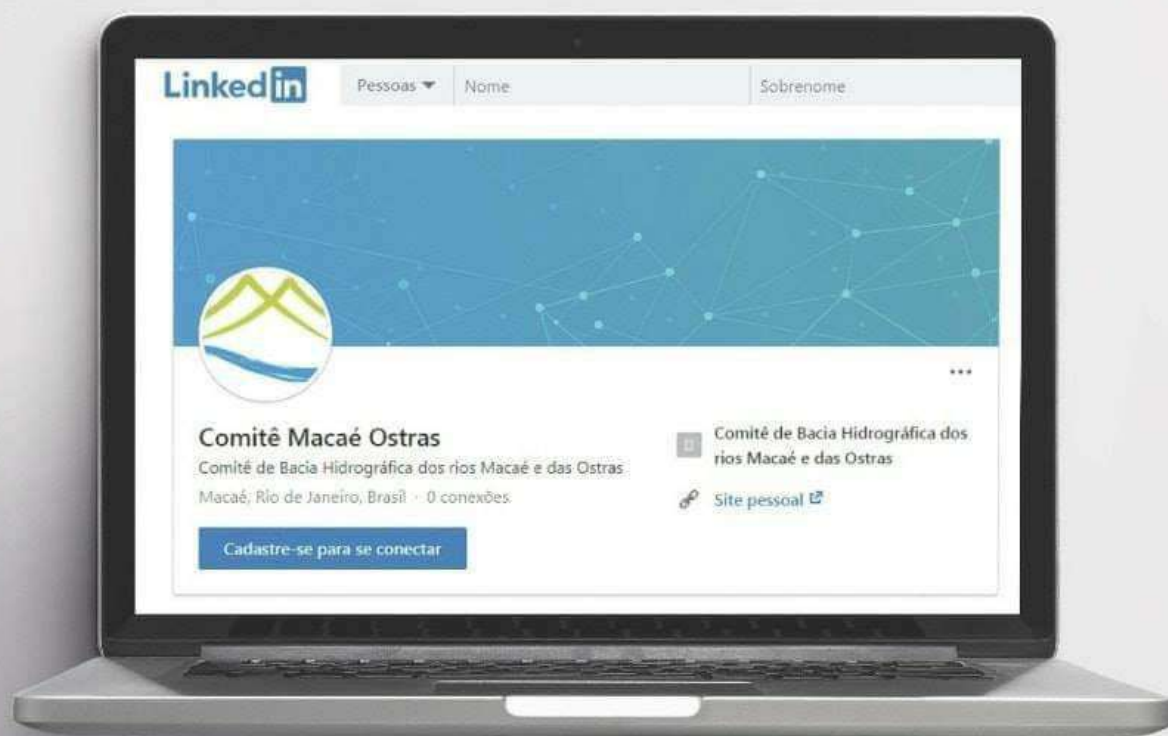 Linked in
Pessoas
Nome
Sobrenome
Comitê Macaé Ostras
Comitê de Bacia Hidrográfica dos rios Macaé e das Ostras
Macaé, Rio de Janeiro, Brasil · 0 conexões
Cadastre-se para se conectar
Comitê de Bacia Hidrográfica dos
rios Macaé e das Ostras
Site pessoal